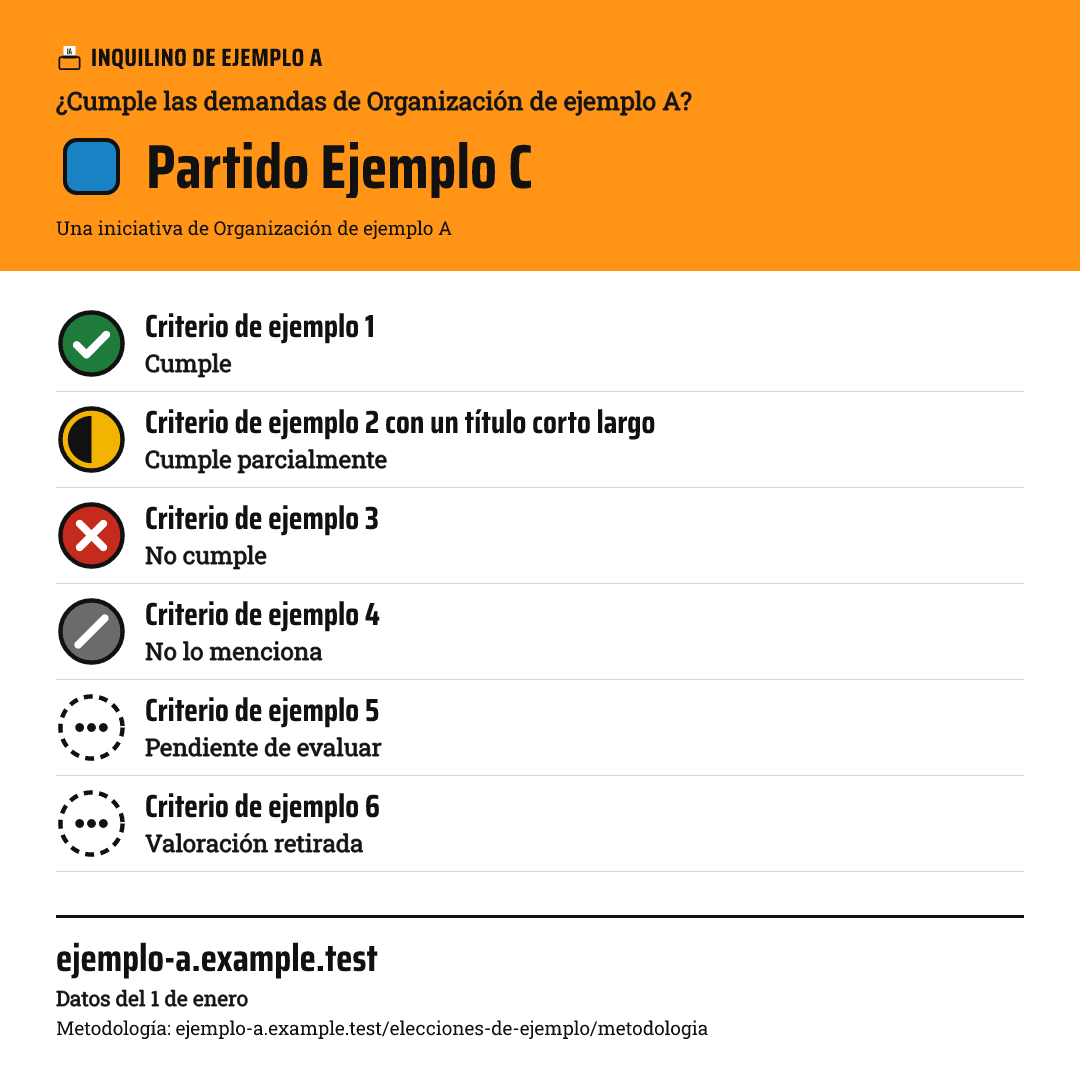 IA
INQUILINO DE EJEMPLO A
¿Cumple las demandas de Organización de ejemplo A?
Partido Ejemplo C
Una iniciativa de Organización de ejemplo A
Criterio de ejemplo 1
Cumple
Criterio de ejemplo 2 con un título corto largo
Cumple parcialmente
Criterio de ejemplo 3
No cumple
Criterio de ejemplo 4
No lo menciona
Criterio de ejemplo 5
Pendiente de evaluar
Criterio de ejemplo 6
Valoración retirada
ejemplo-a.example.test
Datos del 1 de enero
Metodología: ejemplo-a.example.test/elecciones-de-ejemplo/metodologia